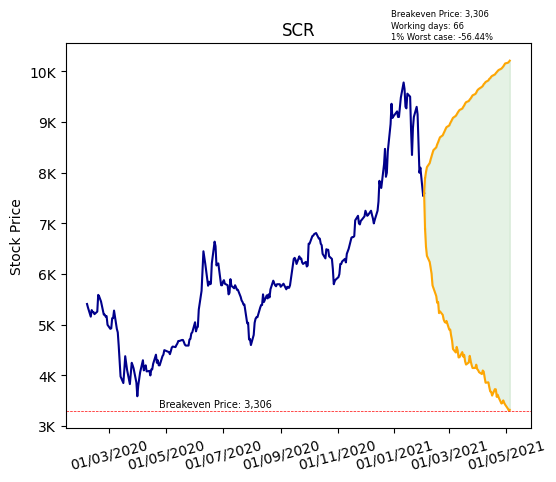 Breakeven Price: 3,306
Working days: 66
1% Worst case: -56.44%
SCR
Stock Price
10K
9K
8K
7K
6K
5K
4K
3K
Breakeven Price: 3,306
01/03/2020
01/05/2020
01/07/2020
01/09/2020
01/11/2020
01/01/2021
01/03/2021
01/05/2021